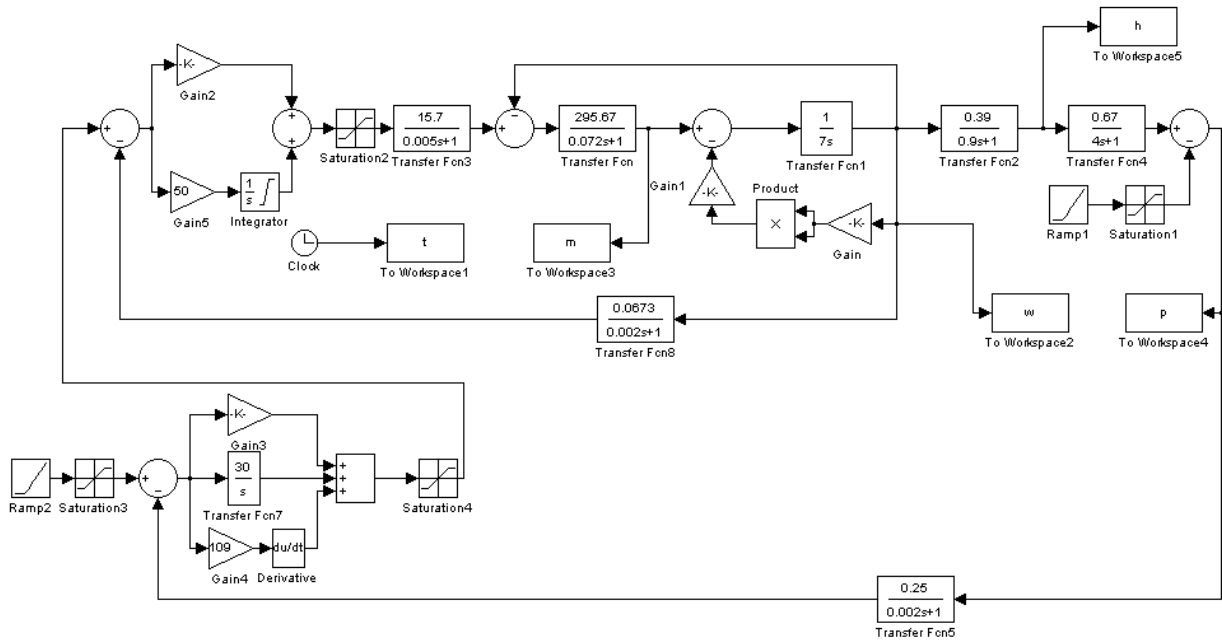 h
To Workspace5
-K-
Gain2
+
−
+
+
Saturation2
15.7
0.005s+1
Transfer Fcn3
−
+
295.67
0.072s+1
Transfer Fcn
+
−
1
7s
Transfer Fcn1
0.39
0.9s+1
Transfer Fcn2
0.67
4s+1
Transfer Fcn4
+
−
50
Gain5
1
s
Integrator
Gain1
-K-
Product
X
-K-
Gain
Ramp1
Saturation1
Clock
t
To Workspace1
m
To Workspace3
w
To Workspace2
p
To Workspace4
0.0673
0.002s+1
Transfer Fcn8
-K-
Gain3
Ramp2
Saturation3
+
−
30
s
Transfer Fcn7
+
+
+
Saturation4
109
Gain4
du/dt
Derivative
0.25
0.002s+1
Transfer Fcn5